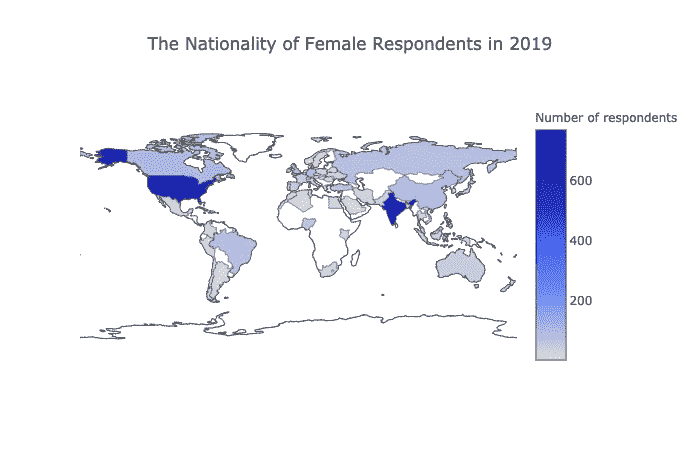 The Nationality of Female Respondents in 2019
Number of respondents
600
400
200